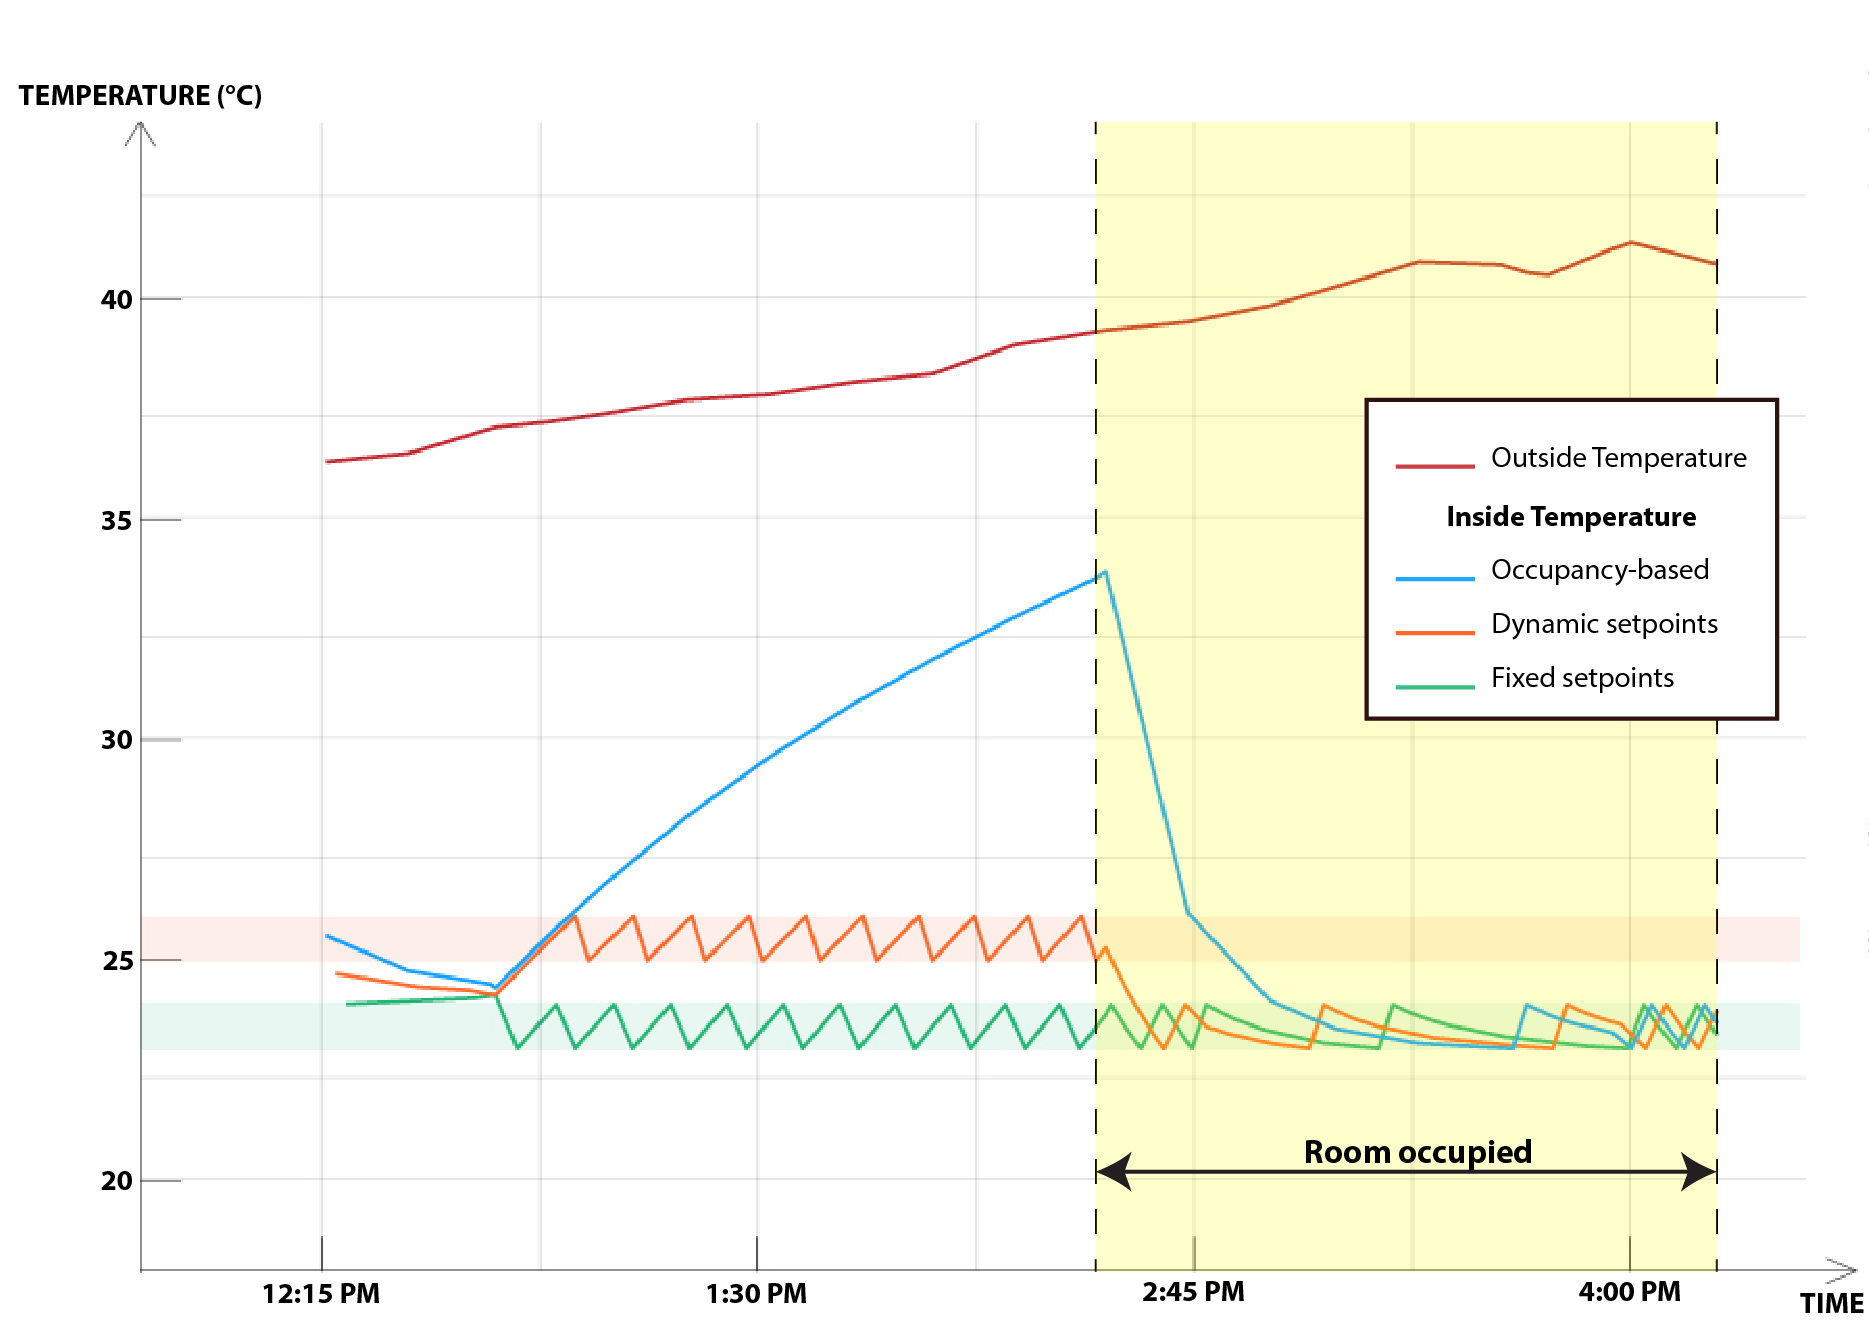 TEMPERATURE (°C)
40
35
30
25
20
Outside Temperature
Inside Temperature
Occupancy-based
Dynamic setpoints
Fixed setpoints
Room occupied
12:15 PM
1:30 PM
2:45 PM
4:00 PM
TIME